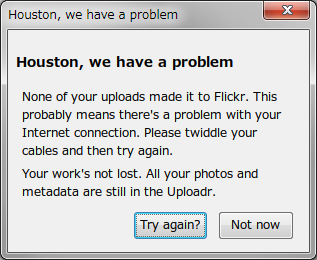 Houston, we have a problem
Houston, we have a problem
None of your uploads made it to Flickr. This
probably means there's a problem with your
Internet connection. Please twiddle your
cables and then try again.
Your work's not lost. All your photos and
metadata are still in the Uploadr.
Try again?
Not now